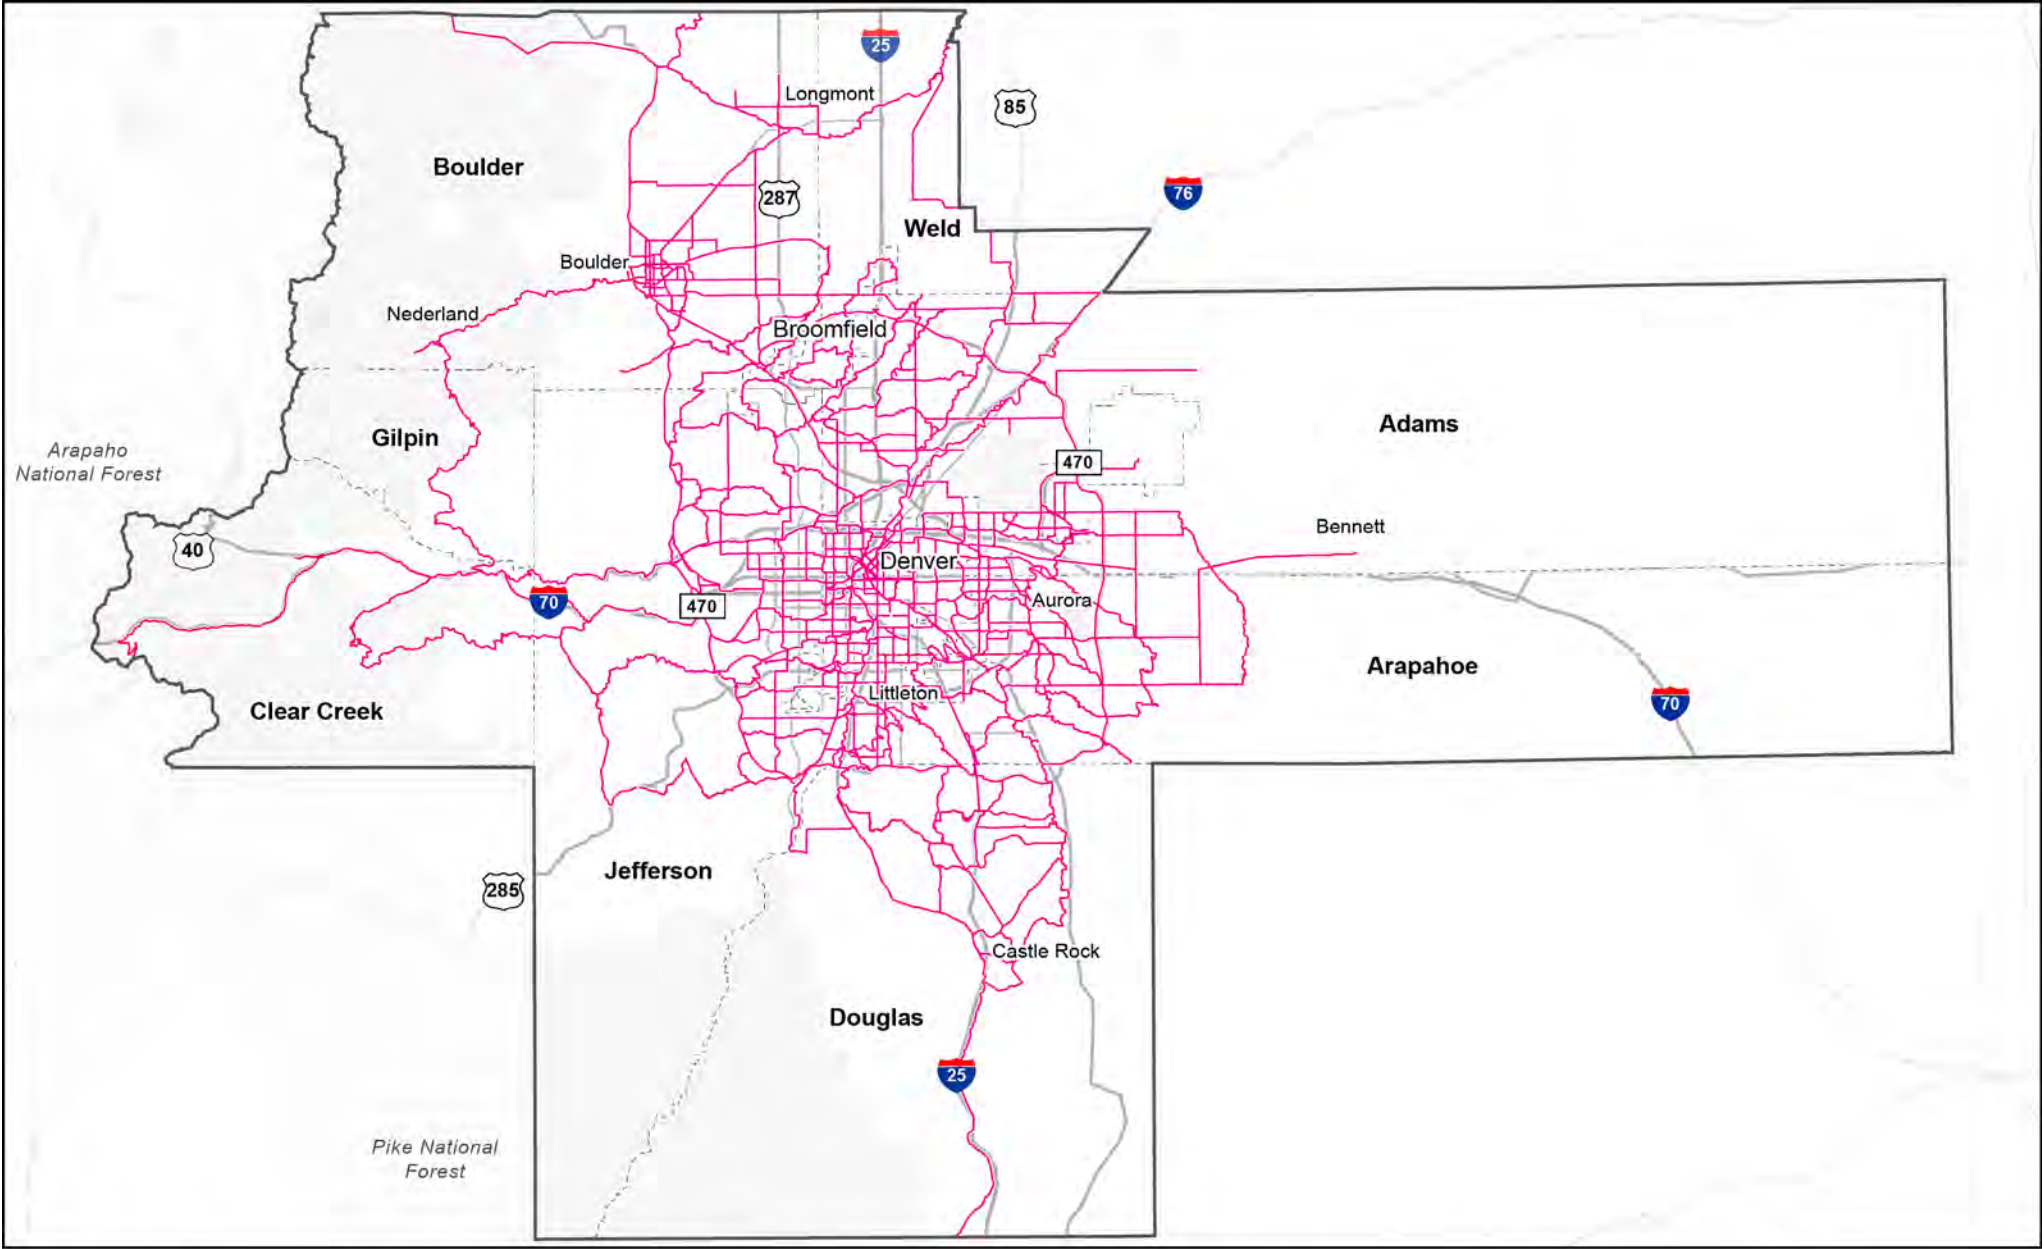 25
Longmont
85
Boulder
76
287
Weld
Boulder
Nederland
Broomfield
Adams
Gilpin
Arapaho
National Forest
470
Bennett
40
Denver
70
470
Aurora
Arapahoe
Littleton
70
Clear Creek
Jefferson
285
Castle Rock
Douglas
25
Pike National
Forest